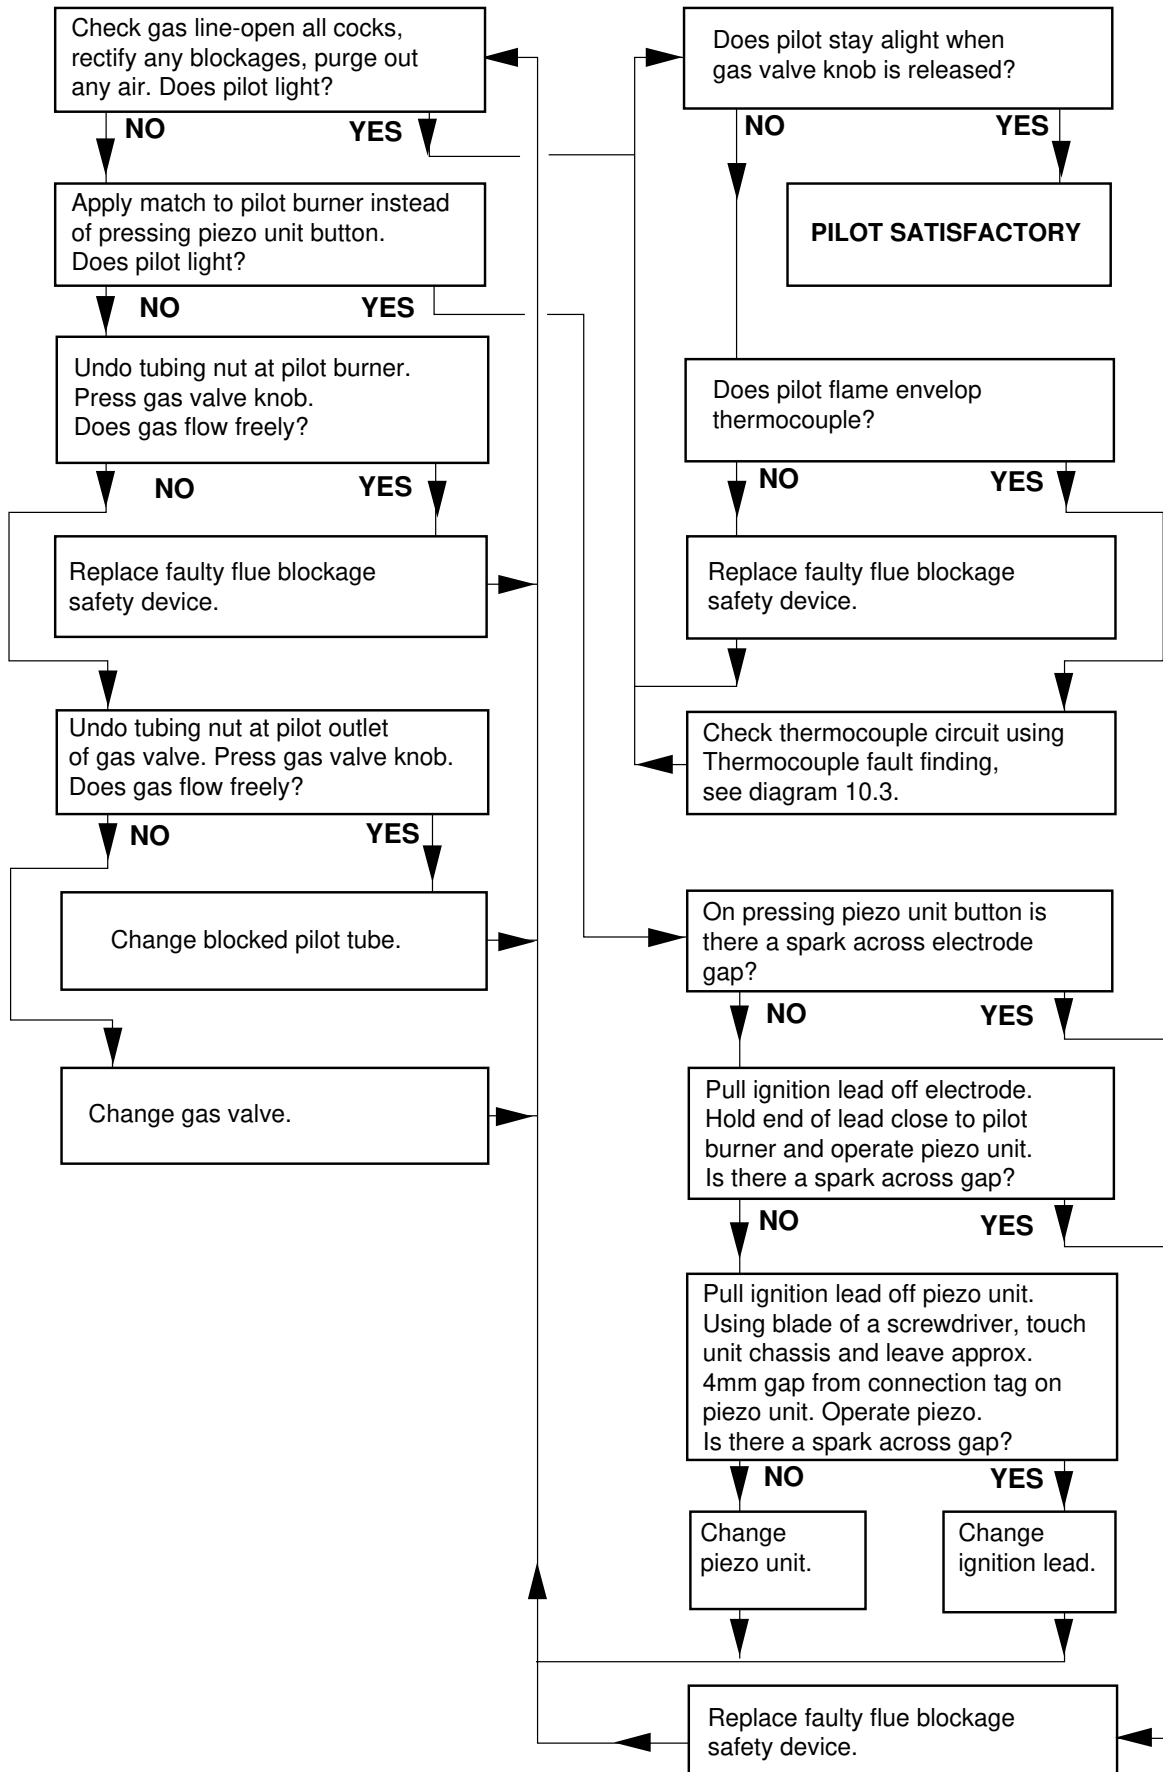 Check gas line-open all cocks,
rectify any blockages, purge out
any air. Does pilot light?
NO
YES
Apply match to pilot burner instead
of pressing piezo unit button.
Does pilot light?
NO
YES
Undo tubing nut at pilot burner.
Press gas valve knob.
Does gas flow freely?
NO
YES
Replace faulty flue blockage
safety device.
Undo tubing nut at pilot outlet
of gas valve. Press gas valve knob.
Does gas flow freely?
NO
YES
Change blocked pilot tube.
Change gas valve.
Does pilot stay alight when
gas valve knob is released?
NO
YES
PILOT SATISFACTORY
Does pilot flame envelop
thermocouple?
NO
YES
Replace faulty flue blockage
safety device.
Check thermocouple circuit using
Thermocouple fault finding,
see diagram 10.3.
On pressing piezo unit button is
there a spark across electrode
gap?
NO
YES
Pull ignition lead off electrode.
Hold end of lead close to pilot
burner and operate piezo unit.
Is there a spark across gap?
NO
YES
Pull ignition lead off piezo unit.
Using blade of a screwdriver, touch
unit chassis and leave approx.
4mm gap from connection tag on
piezo unit. Operate piezo.
Is there a spark across gap?
NO
YES
Change
piezo unit.
Change
ignition lead.
Replace faulty flue blockage
safety device.